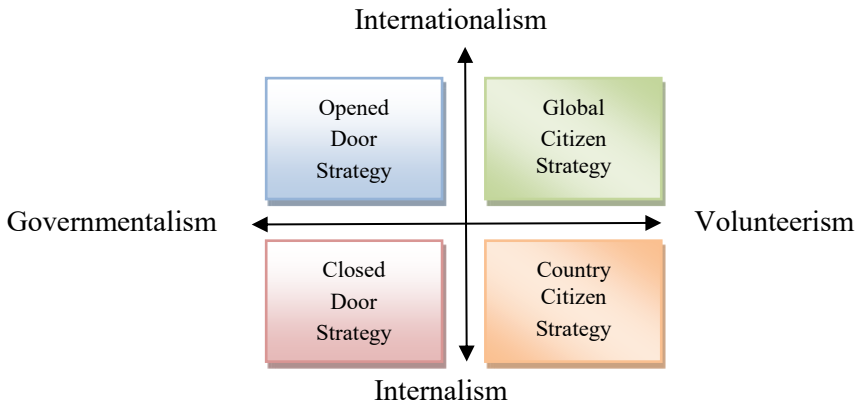 Internationalism
Opened
Door
Strategy
Global
Citizen
Strategy
Governmentalism
Volunteerism
Closed
Door
Strategy
Country
Citizen
Strategy
Internalism